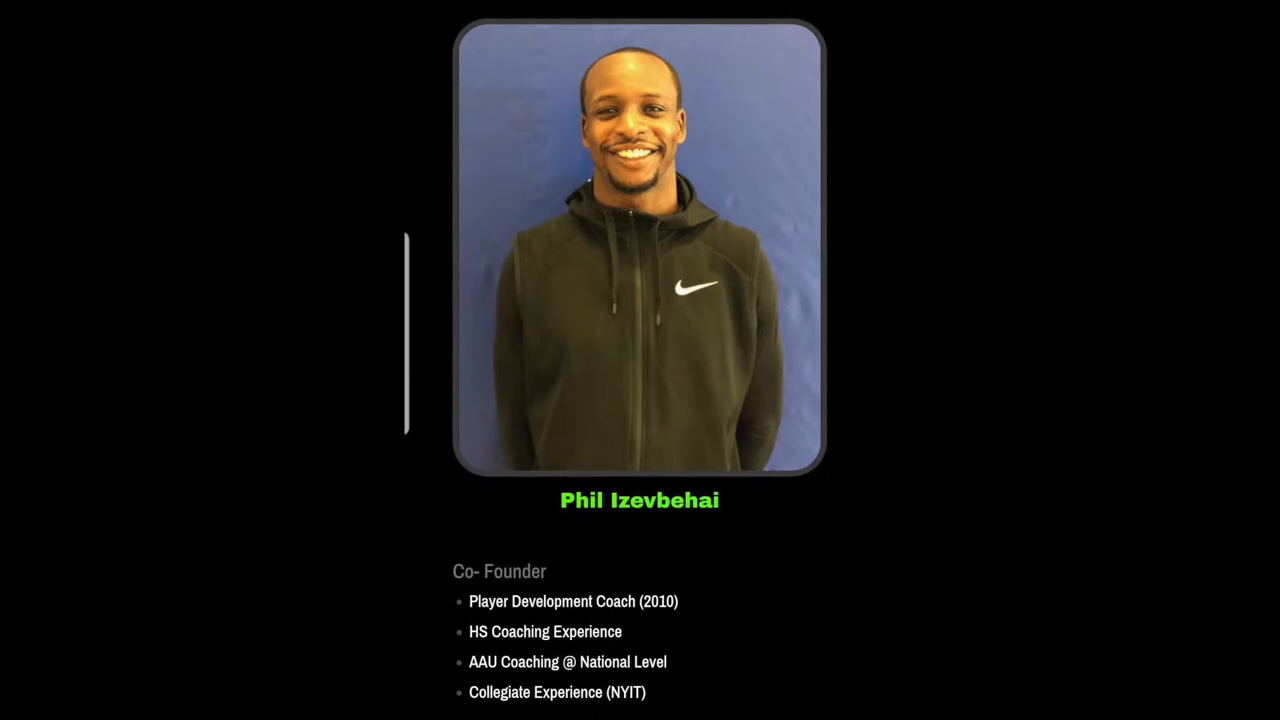 Phil Izevbehai
Co- Founder
Player Development Coach (2010)
HS Coaching Experience
AAU Coaching @ National Level
Collegiate Experience (NYIT)